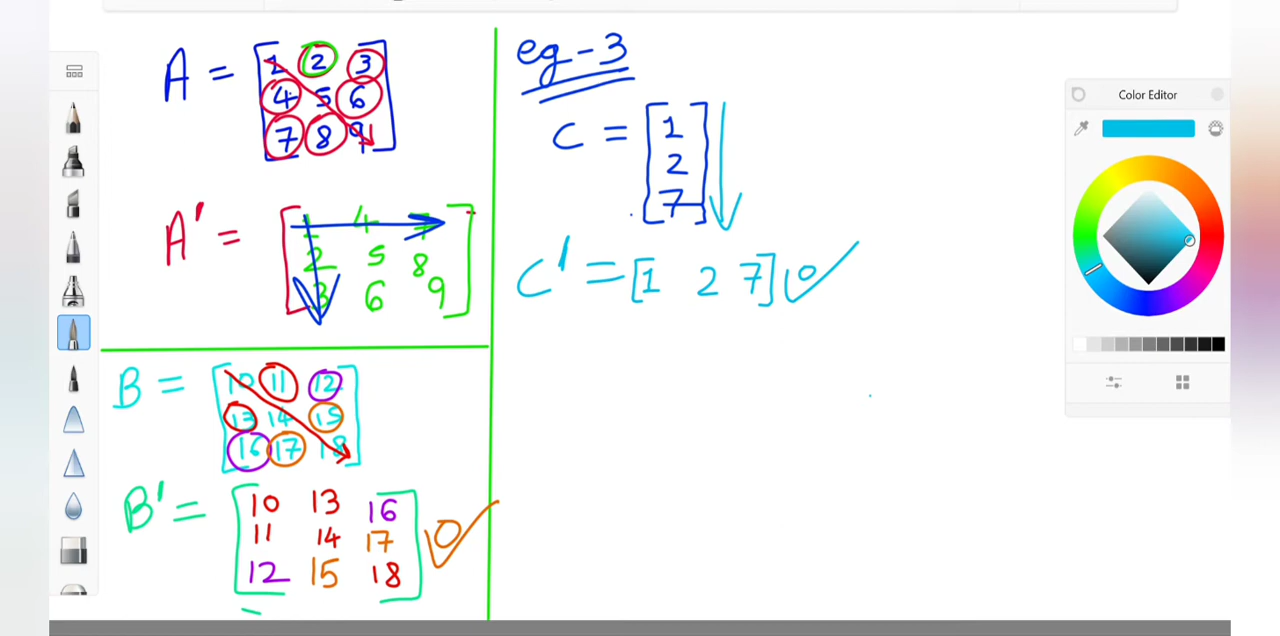 A = [1 2 3
4 5 6
7 8 9]
A' = [1 4 7
2 5 8
3 6 9]
B = [10 11 12
13 14 15
16 17 18]
B' = [10 13 16
11 14 17
12 15 18]
eg-3
C = [1
2
7]
C' = [1 2 7]
Color Editor